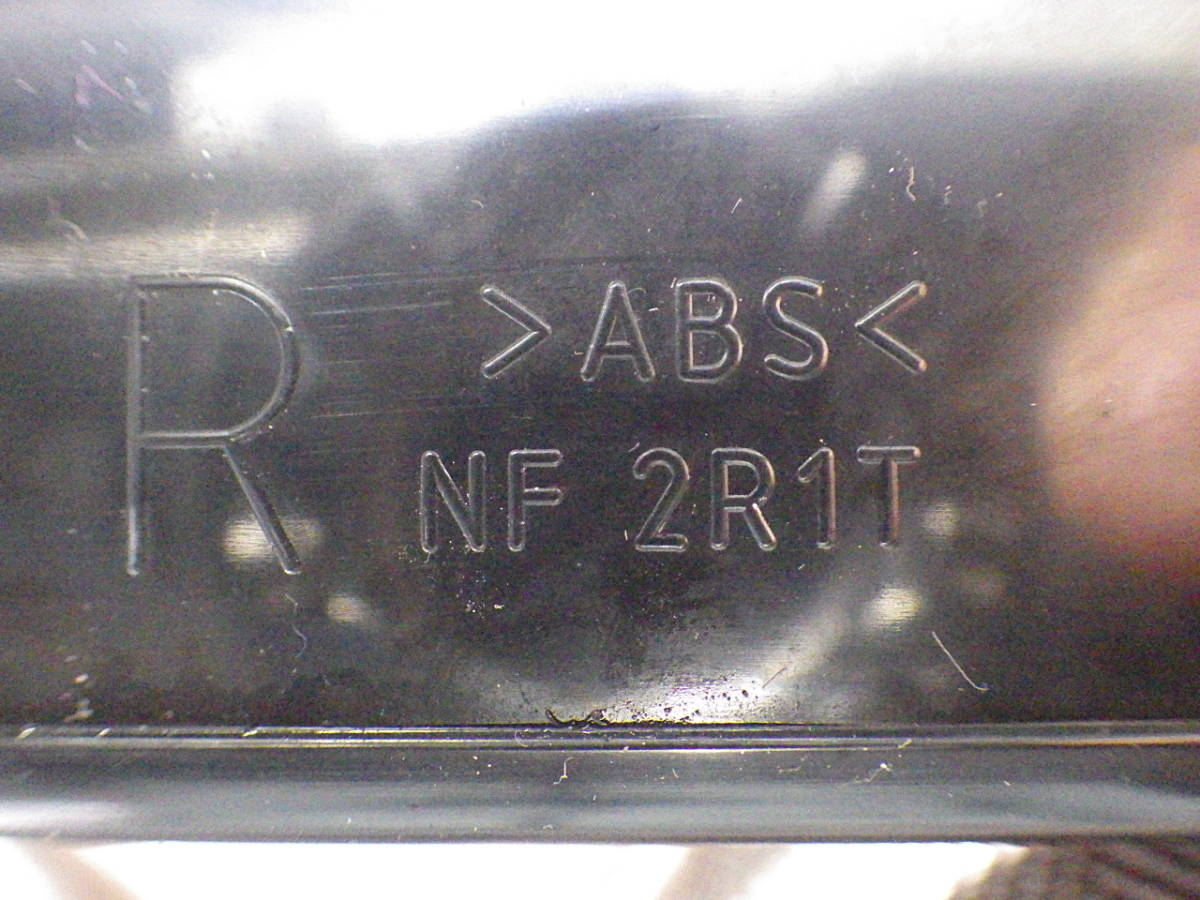 R
>ABS<
NF 2R1T